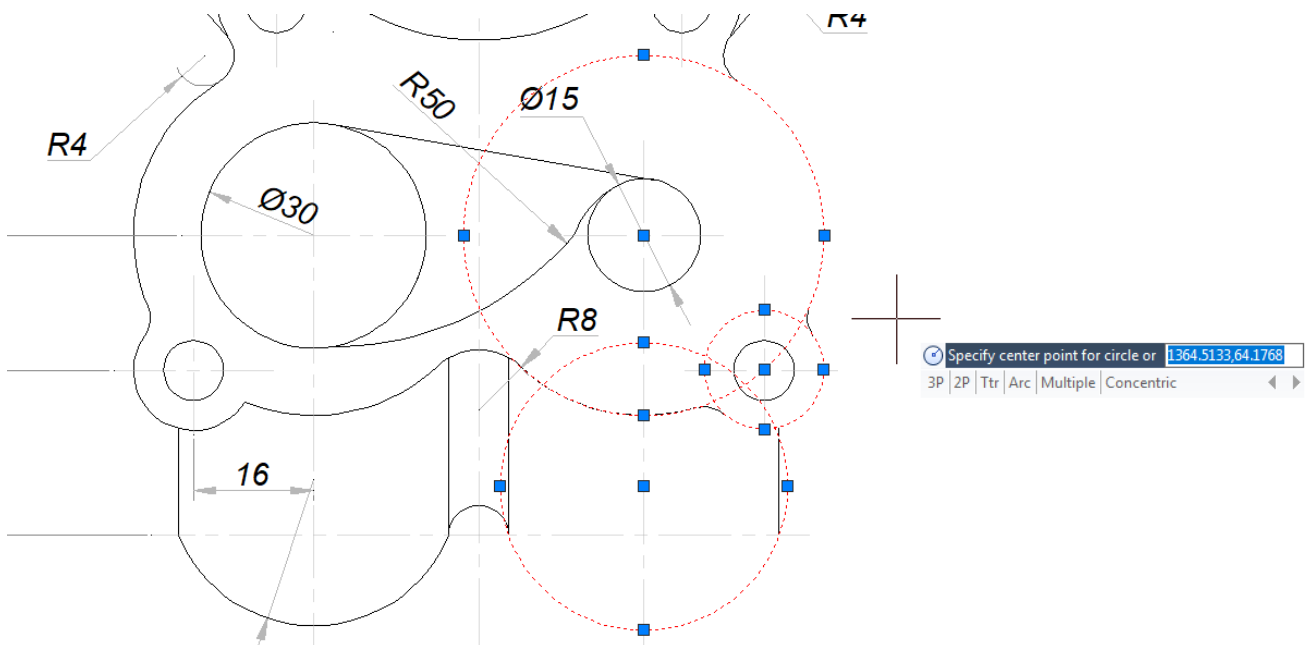 R4
R50
Ø15
R4
Ø30
R8
Specify center point for circle or 1364.5133,64.1768
3P 2P Ttr Arc Multiple Concentric
16